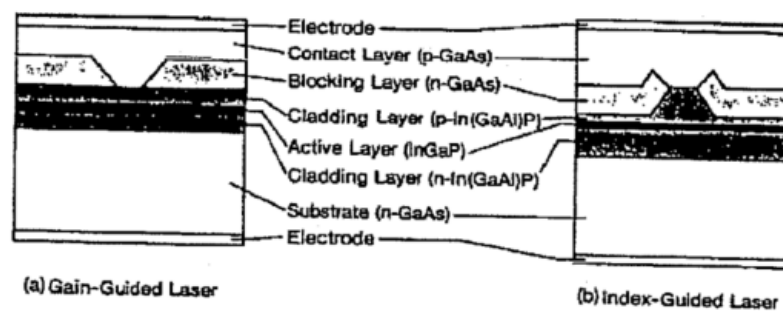 Electrode
Contact Layer (p-GaAs)
Blocking Layer (n-GaAs)
Cladding Layer (p-In(GaAl)P)
Active Layer (InGaP)
Cladding Layer (n-In(GaAl)P)
Substrate (n-GaAs)
Electrode
(a) Gain-Guided Laser
(b) Index-Guided Laser